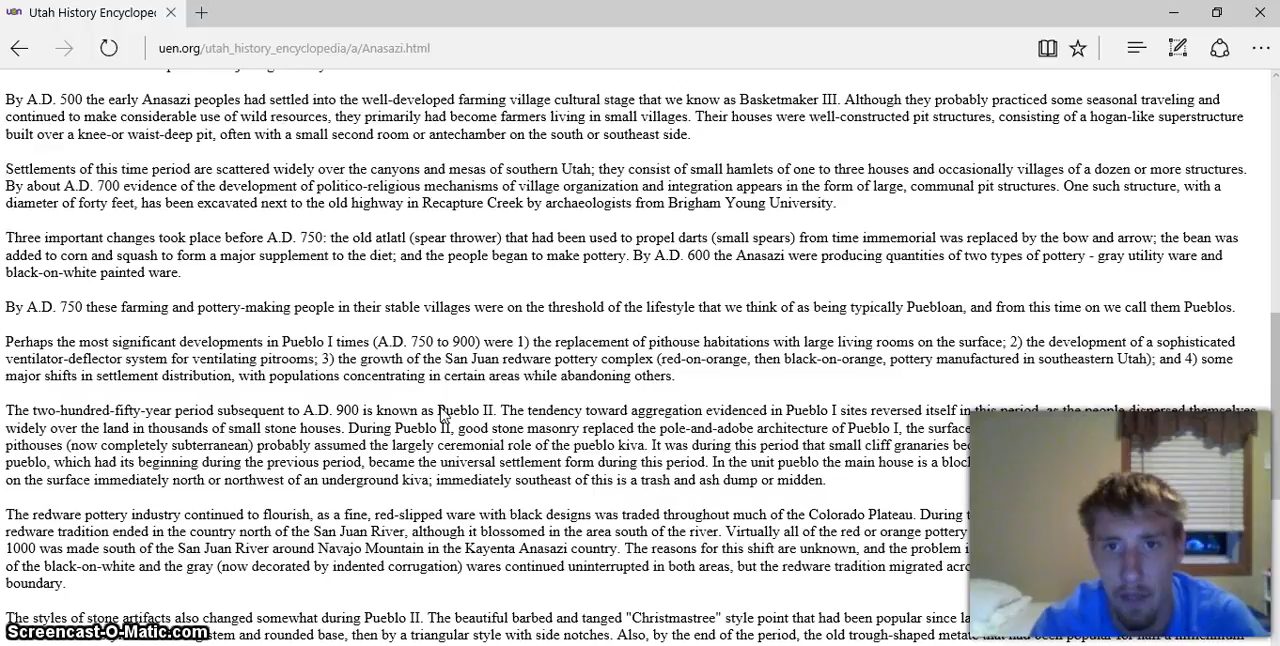 Utah History Encyclopec
uen.org/utah_history_encyclopedia/a/Anasazi.html
By A.D. 500 the early Anasazi peoples had settled into the well-developed farming village cultural stage that we know as Basketmaker III. Although they probably practiced some seasonal traveling and
continued to make considerable use of wild resources, they primarily had become farmers living in small villages. Their houses were well-constructed pit structures, consisting of a hogan-like superstructure
built over a knee-or waist-deep pit, often with a small second room or antechamber on the south or southeast side.
Settlements of this time period are scattered widely over the canyons and mesas of southern Utah; they consist of small hamlets of one to three houses and occasionally villages of a dozen or more structures.
By about A.D. 700 evidence of the development of politico-religious mechanisms of village organization and integration appears in the form of large, communal pit structures. One such structure, with a
diameter of forty feet, has been excavated next to the old highway in Recapture Creek by archaeologists from Brigham Young University.
Three important changes took place before A.D. 750: the old atlatl (spear thrower) that had been used to propel darts (small spears) from time immemorial was replaced by the bow and arrow; the bean was
added to corn and squash to form a major supplement to the diet; and the people began to make pottery. By A.D. 600 the Anasazi were producing quantities of two types of pottery - gray utility ware and
black-on-white painted ware.
By A.D. 750 these farming and pottery-making people in their stable villages were on the threshold of the lifestyle that we think of as being typically Puebloan, and from this time on we call them Pueblos.
Perhaps the most significant developments in Pueblo I times (A.D. 750 to 900) were 1) the replacement of pithouse habitations with large living rooms on the surface; 2) the development of a sophisticated
ventilator-deflector system for ventilating pitrooms; 3) the growth of the San Juan redware pottery complex (red-on-orange, then black-on-orange, pottery manufactured in southeastern Utah); and 4) some
major shifts in settlement distribution, with populations concentrating in certain areas while abandoning others.
The two-hundred-fifty-year period subsequent to A.D. 900 is known as Pueblo II. The tendency toward aggregation evidenced in Pueblo I sites reversed itself in this period, as the people dispersed themselves
widely over the land in thousands of small stone houses. During Pueblo II, good stone masonry replaced the pole-and-adobe architecture of Pueblo I, the surface
pithouses (now completely subterranean) probably assumed the largely ceremonial role of the pueblo kiva. It was during this period that small cliff granaries
pueblo, which had its beginning during the previous period, became the universal settlement form during this period. In the unit pueblo the main house is a
on the surface immediately north or northwest of an underground kiva; immediately southeast of this is a trash and ash dump or midden.
The redware pottery industry continued to flourish, as a fine, red-slipped ware with black designs was traded throughout much of the Colorado Plateau. During
redware tradition ended in the country north of the San Juan River, although it blossomed in the area south of the river. Virtually all of the red or orange pottery
1000 was made south of the San Juan River around Navajo Mountain in the Kayenta Anasazi country. The reasons for this shift are unknown, and the problem
of the black-on-white and the gray (now decorated by indented corrugation) wares continued uninterrupted in both areas, but the redware tradition migrated
boundary.
The styles of stone artifacts also changed somewhat during Pueblo II. The beautiful barbed and tanged "Christmastree" style point that had been popular since
Screencast-O-Matic.com
and rounded base, then by a triangular style with side notches. Also, by the end of the period, the old trough-shaped